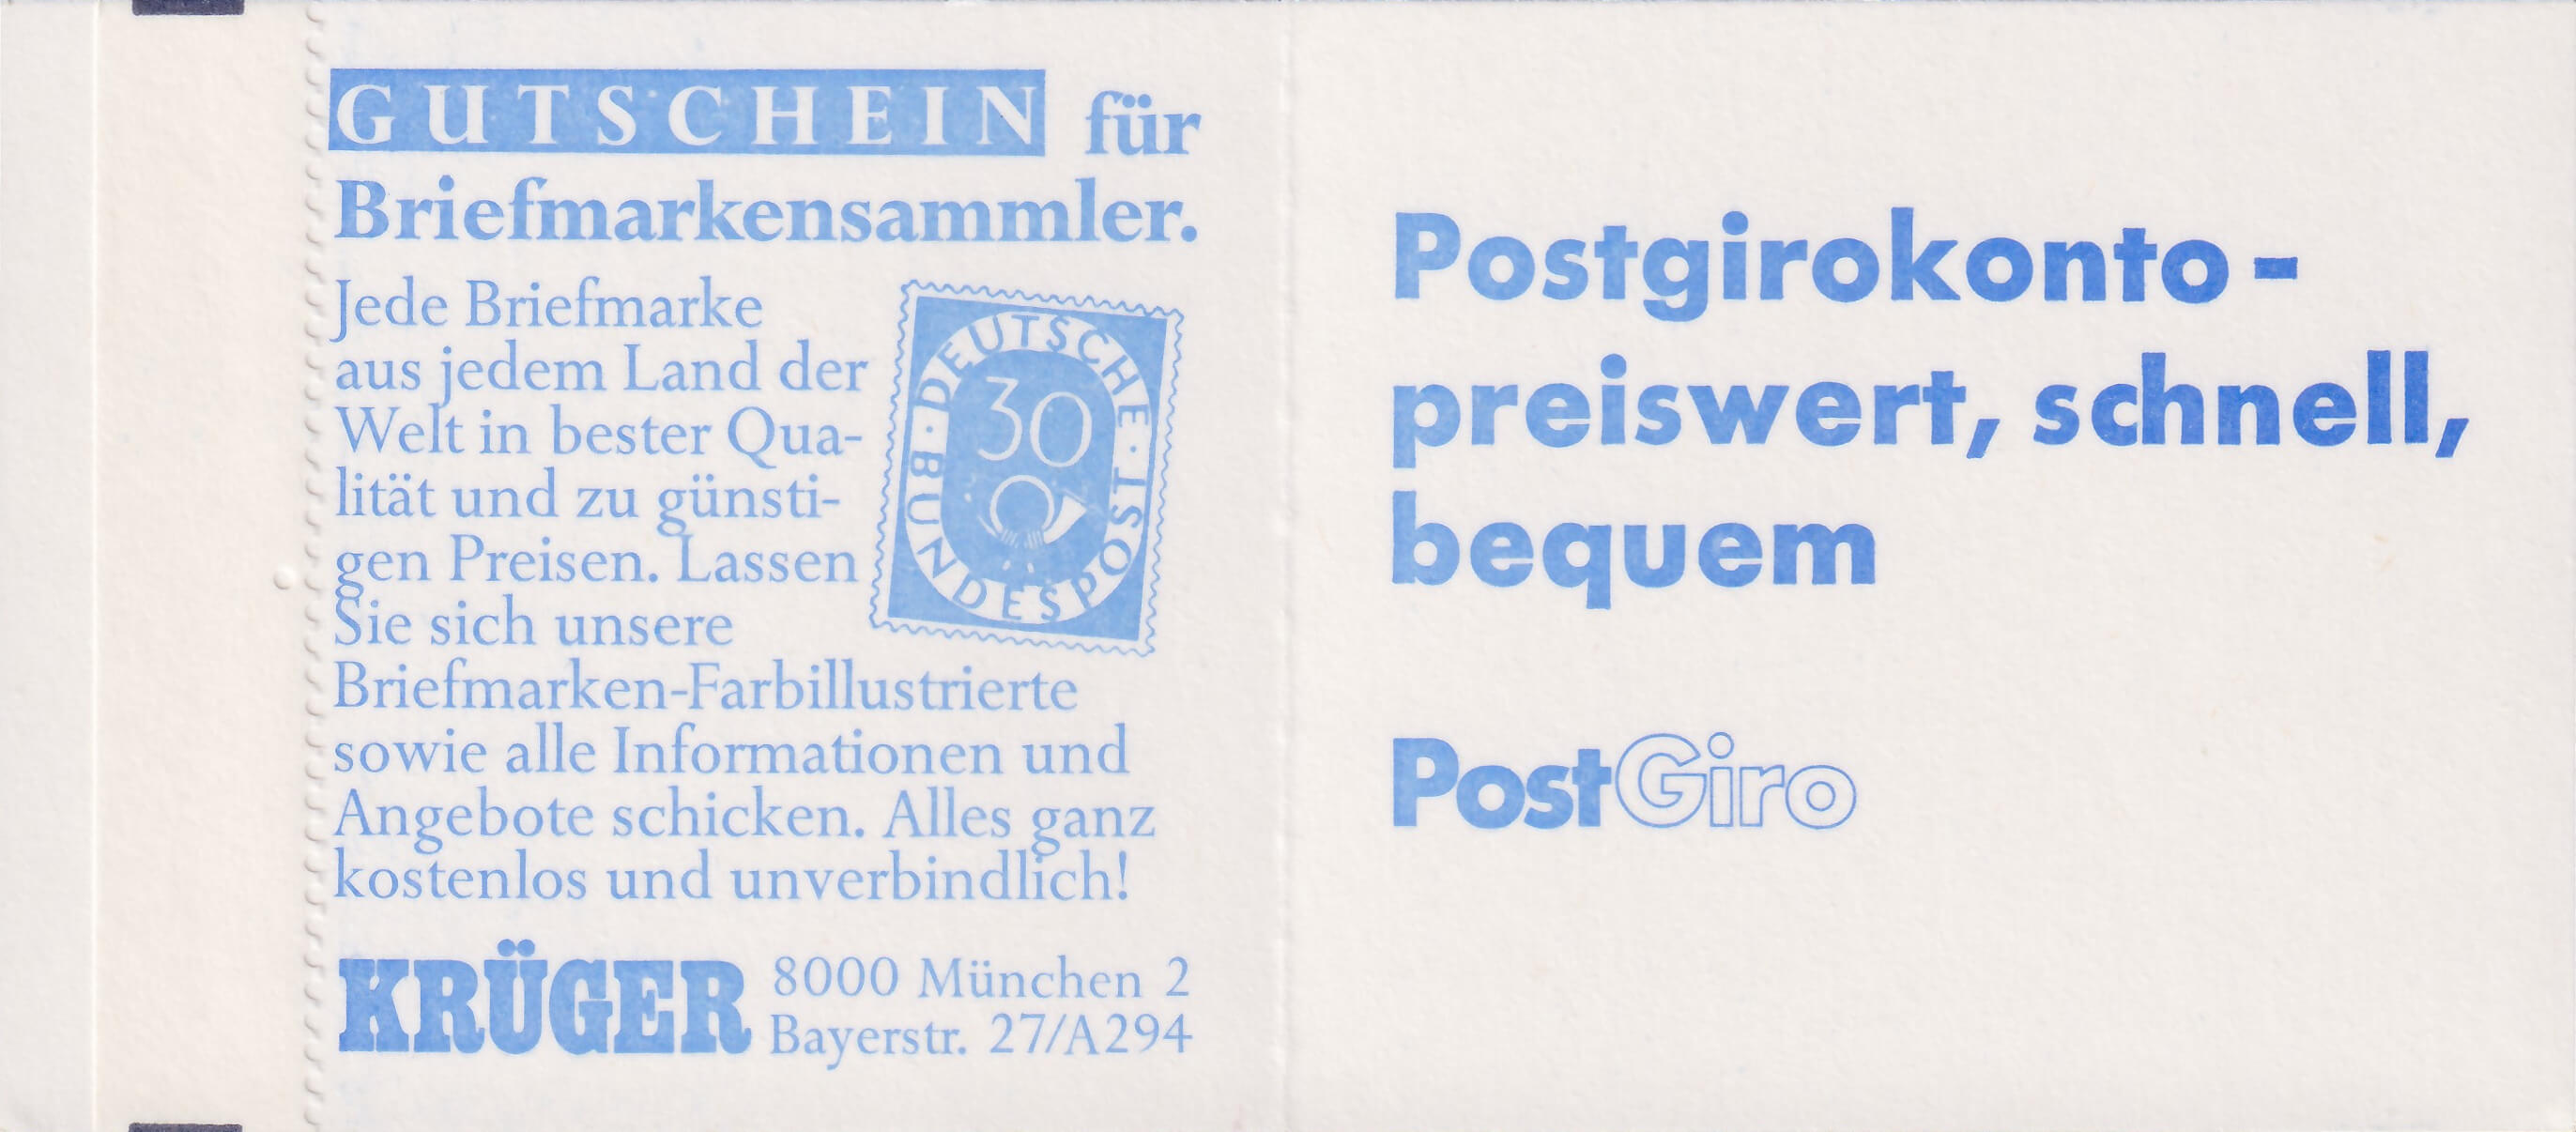 GUTSCHEIN für
Briefmarkensammler.
Jede Briefmarke
aus jedem Land der
Welt in bester Qua-
lität und zu günsti-
gen Preisen. Lassen
Sie sich unsere
Briefmarken-Farbillustrierte
sowie alle Informationen und
Angebote schicken. Alles ganz
kostenlos und unverbindlich!
DEUTSCHE · BUNDESPOST ·
30
KRÜGER
8000 München 2
Bayerstr. 27/A294
Postgirokonto -
preiswert, schnell,
bequem
PostGiro